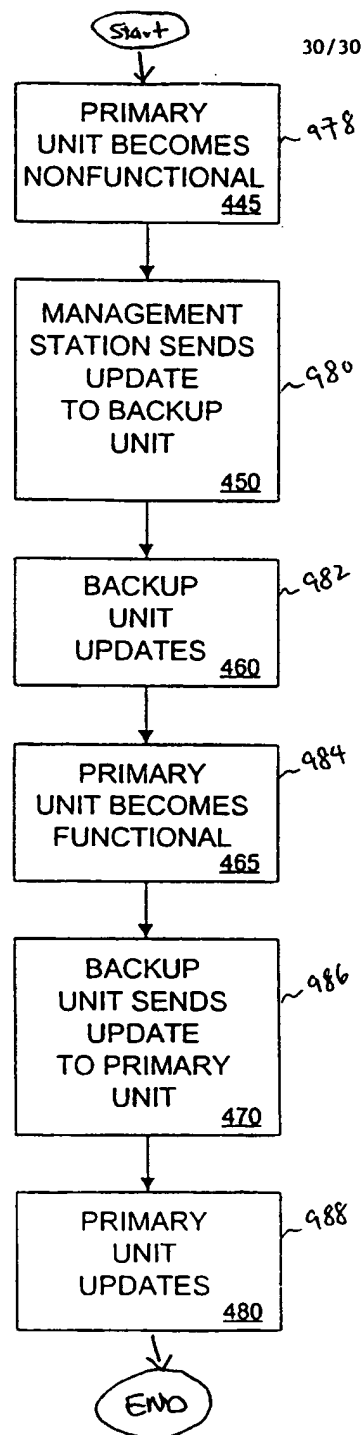 Start
30/30
PRIMARY
UNIT BECOMES
NONFUNCTIONAL
445
978
MANAGEMENT
STATION SENDS
UPDATE
TO BACKUP
UNIT
450
980
BACKUP
UNIT
UPDATES
460
982
PRIMARY
UNIT BECOMES
FUNCTIONAL
465
984
BACKUP
UNIT SENDS
UPDATE
TO PRIMARY
UNIT
470
986
PRIMARY
UNIT
UPDATES
480
988
END